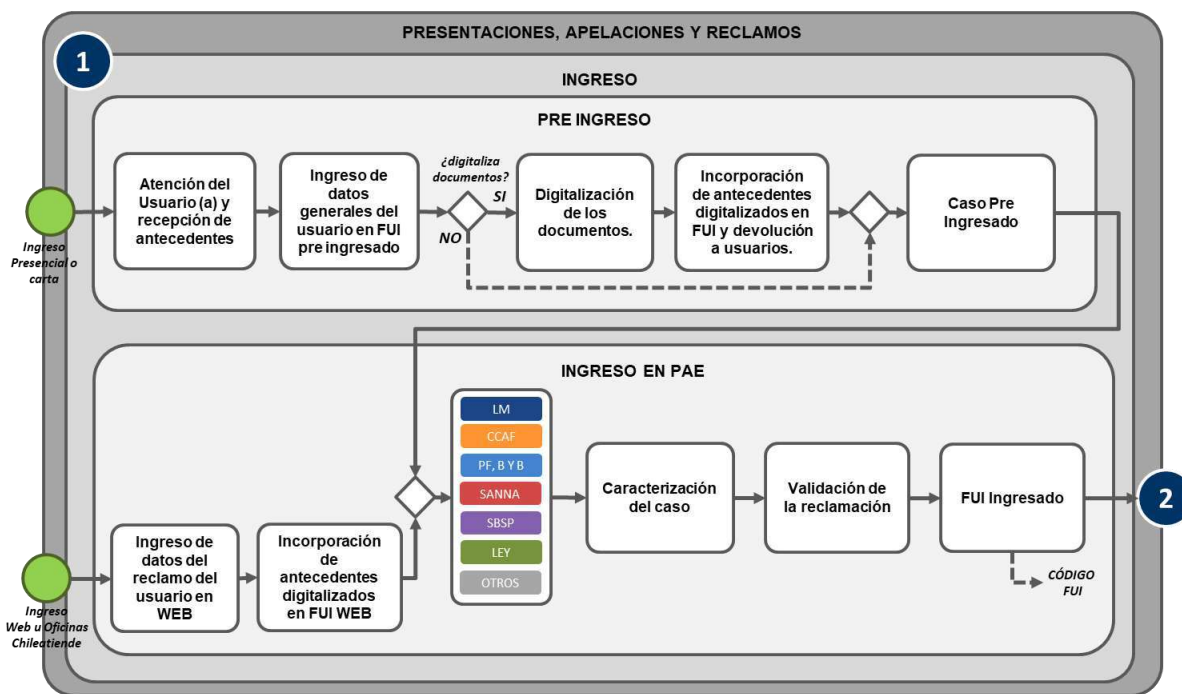 PRESENTACIONES, APELACIONES Y RECLAMOS
1
INGRESO
PRE INGRESO
Ingreso
Presencial o
carta
Atención del
Usuario (a) y
recepción de
antecedentes
Ingreso de
datos
generales del
usuario en FUI
pre ingresado
¿digitaliza
documentos?
SI
NO
Digitalización
de los
documentos.
Incorporación
de antecedentes
digitalizados en
FUI y devolución
a usuarios.
Caso Pre
Ingresado
INGRESO EN PAE
Ingreso
Web u Oficinas
Chileatiende
Ingreso de
datos del
reclamo del
usuario en
WEB
Incorporación
de
antecedentes
digitalizados
en FUI WEB
LM
CCAF
PF, B Y B
SANNA
SBSP
LEY
OTROS
Caracterización
del caso
Validación de
la reclamación
FUI Ingresado
CÓDIGO
FUI
2